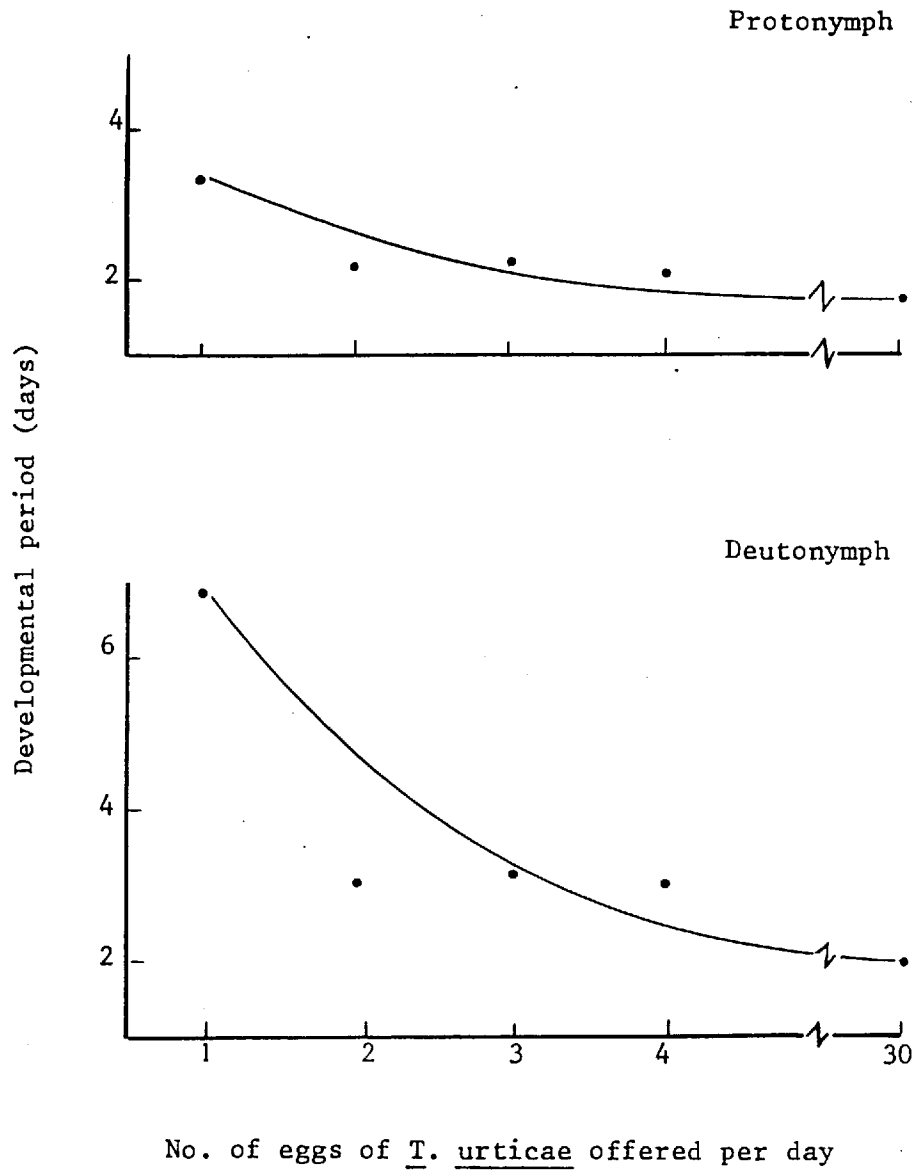 Protonymph
4
2
Developmental period (days)
Deutonymph
6
4
2
1 2 3 4 30
No. of eggs of T. urticae offered per day